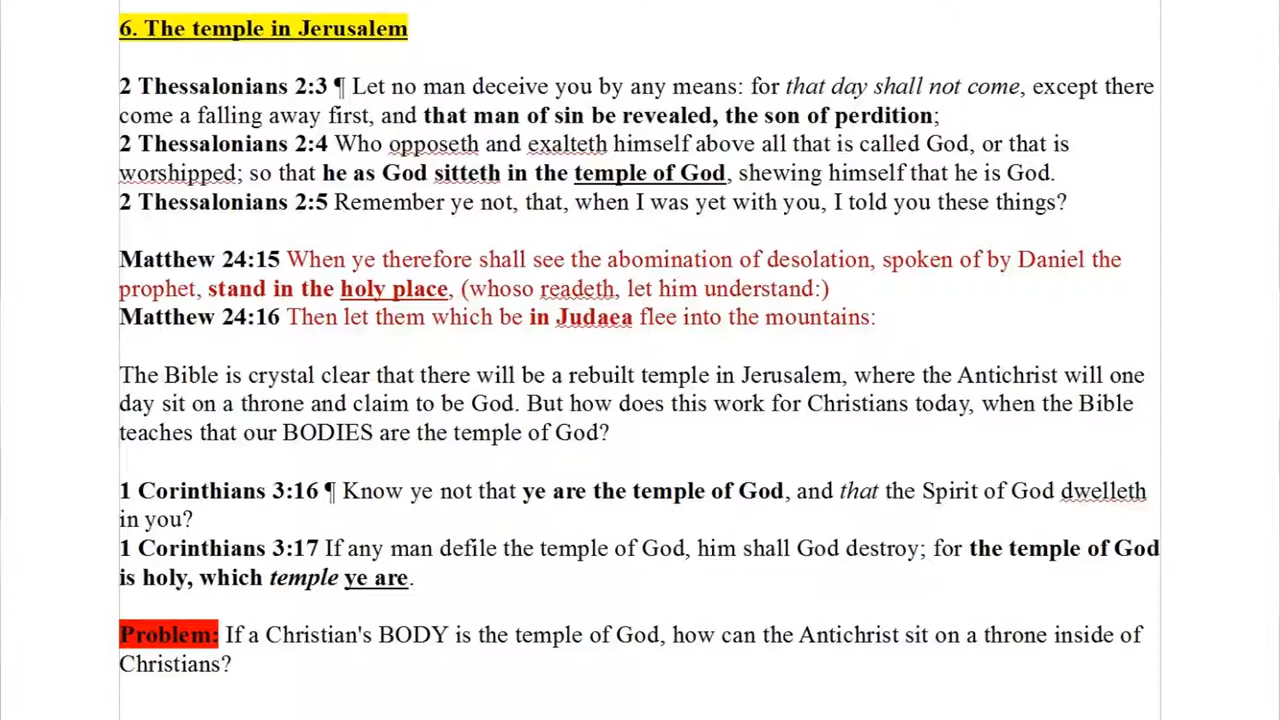 6. The temple in Jerusalem
2 Thessalonians 2:3 ¶ Let no man deceive you by any means: for that day shall not come, except there
come a falling away first, and that man of sin be revealed, the son of perdition;
2 Thessalonians 2:4 Who opposeth and exalteth himself above all that is called God, or that is
worshipped; so that he as God sitteth in the temple of God, shewing himself that he is God.
2 Thessalonians 2:5 Remember ye not, that, when I was yet with you, I told you these things?
Matthew 24:15 When ye therefore shall see the abomination of desolation, spoken of by Daniel the
prophet, stand in the holy place, (whoso readeth, let him understand:)
Matthew 24:16 Then let them which be in Judaea flee into the mountains:
The Bible is crystal clear that there will be a rebuilt temple in Jerusalem, where the Antichrist will one
day sit on a throne and claim to be God. But how does this work for Christians today, when the Bible
teaches that our BODIES are the temple of God?
1 Corinthians 3:16 ¶ Know ye not that ye are the temple of God, and that the Spirit of God dwelleth
in you?
1 Corinthians 3:17 If any man defile the temple of God, him shall God destroy; for the temple of God
is holy, which temple ye are.
Problem: If a Christian's BODY is the temple of God, how can the Antichrist sit on a throne inside of
Christians?